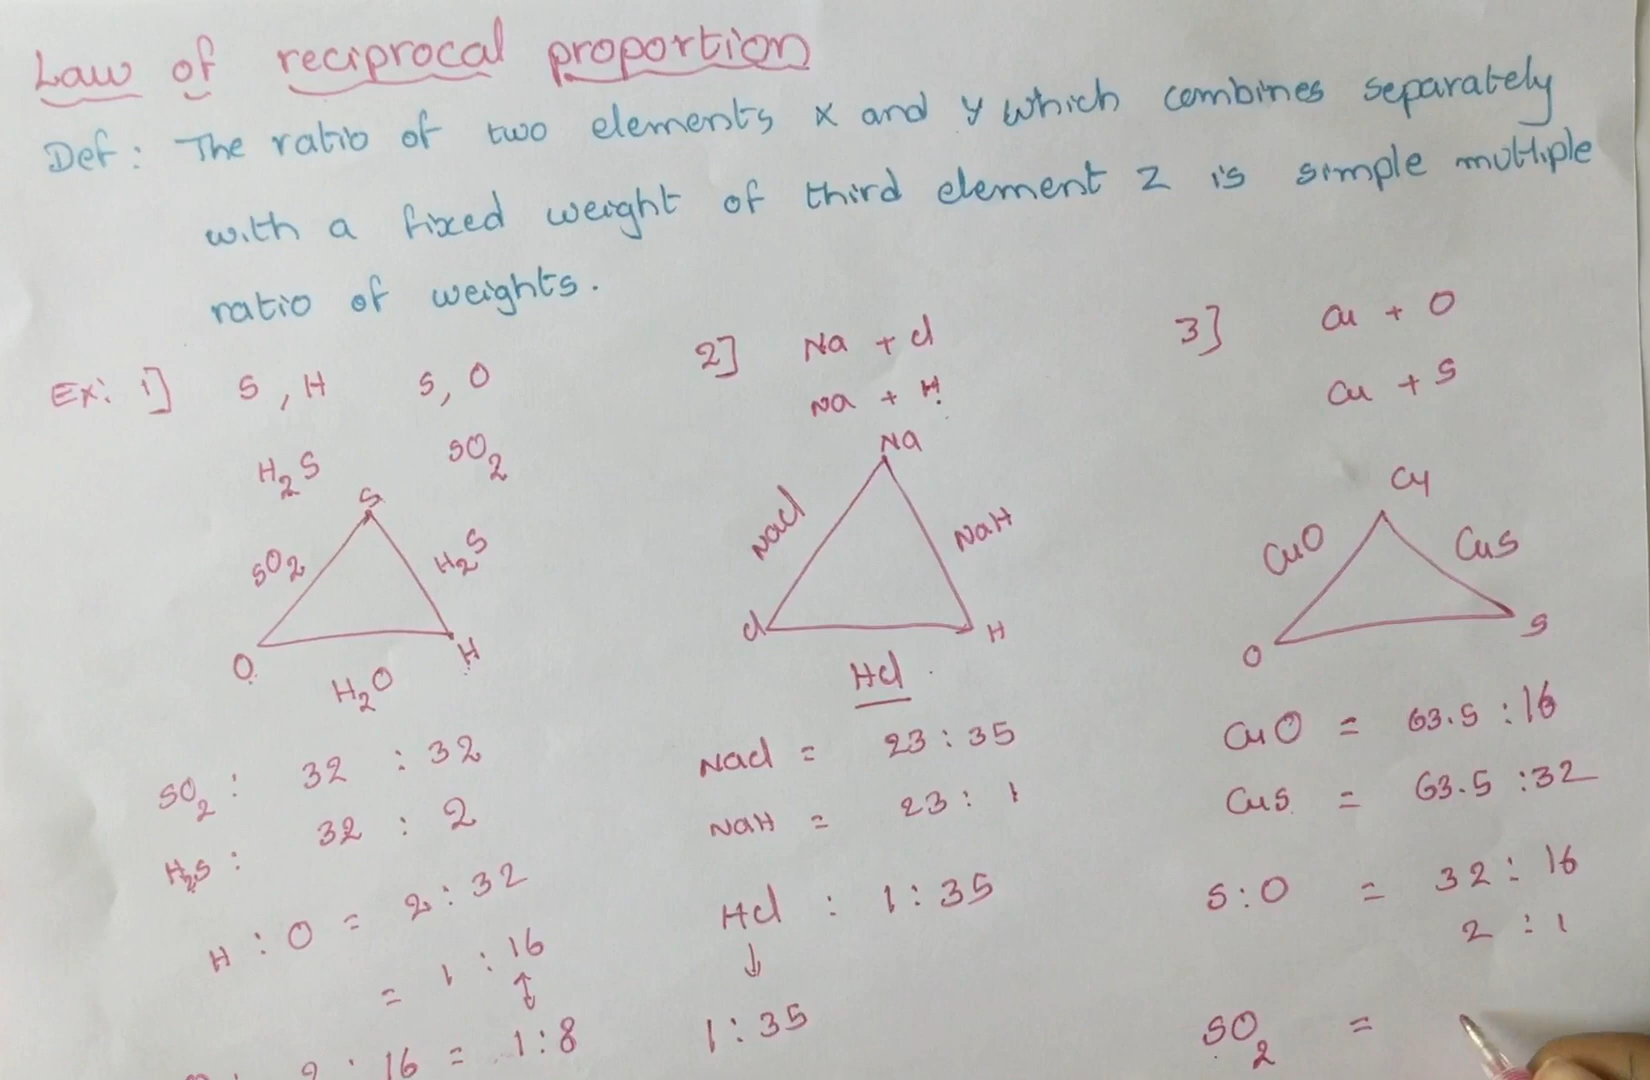 Law of reciprocal proportion
Def: The ratio of two elements x and y which combines separately
with a fixed weight of third element z is simple multiple
ratio of weights.
Ex: 1] S, H S, O
H2S SO2
S
SO2 H2S
O H
H2O
SO2 : 32 : 32
H2S : 32 : 2
H : O = 2 : 32
= 1 : 16
2 : 16 = 1 : 8
2] Na + Cl
Na + H
Na
NaCl NaH
Cl H
HCl
NaCl = 23 : 35
NaH = 23 : 1
HCl : 1 : 35
1 : 35
3] Cu + O
Cu + S
Cu
CuO CuS
O S
CuO = 63.5 : 16
CuS = 63.5 : 32
S : O = 32 : 16
2 : 1
SO2 =